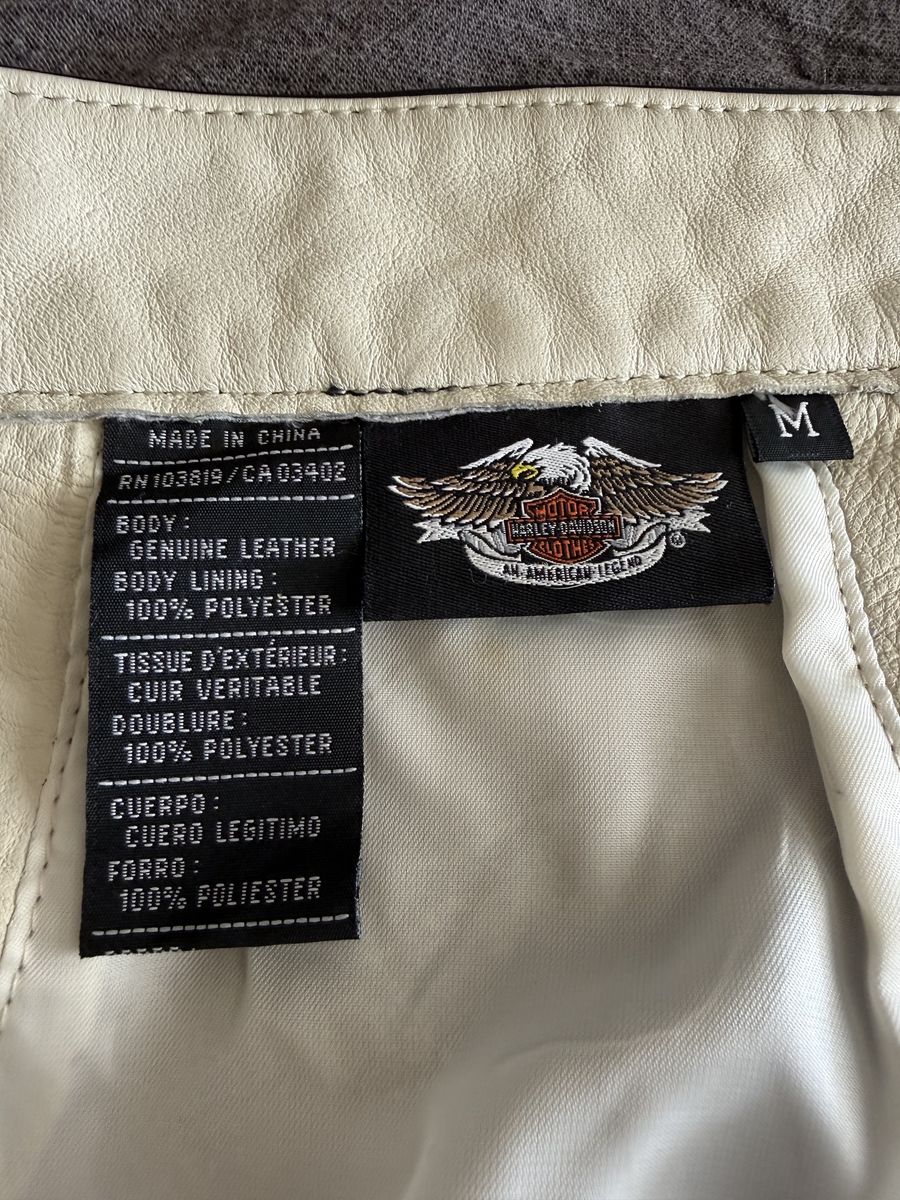 MADE IN CHINA
RN 103819 / CA 03402
BODY:
GENUINE LEATHER
BODY LINING:
100% POLYESTER
TISSUE D'EXTÉRIEUR:
CUIR VERITABLE
DOUBLURE:
100% POLYESTER
CUERPO:
CUERO LEGITIMO
FORRO:
100% POLIESTER
MOTOR
HARLEY-DAVIDSON
CLOTHES
AN AMERICAN LEGEND
®
M